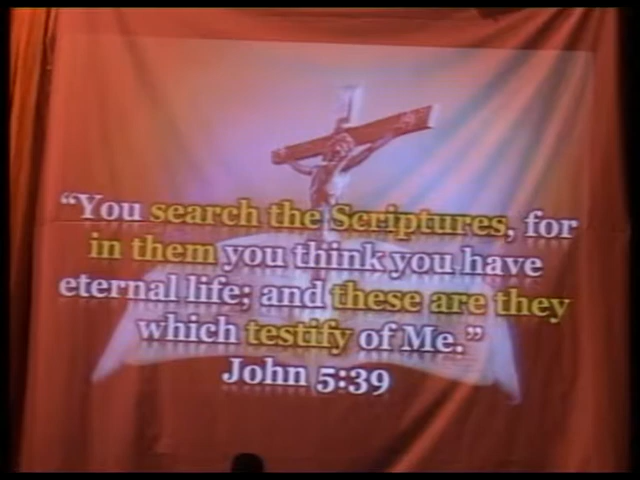 “You search the Scriptures, for
in them you think you have
eternal life; and these are they
which testify of Me.”
John 5:39